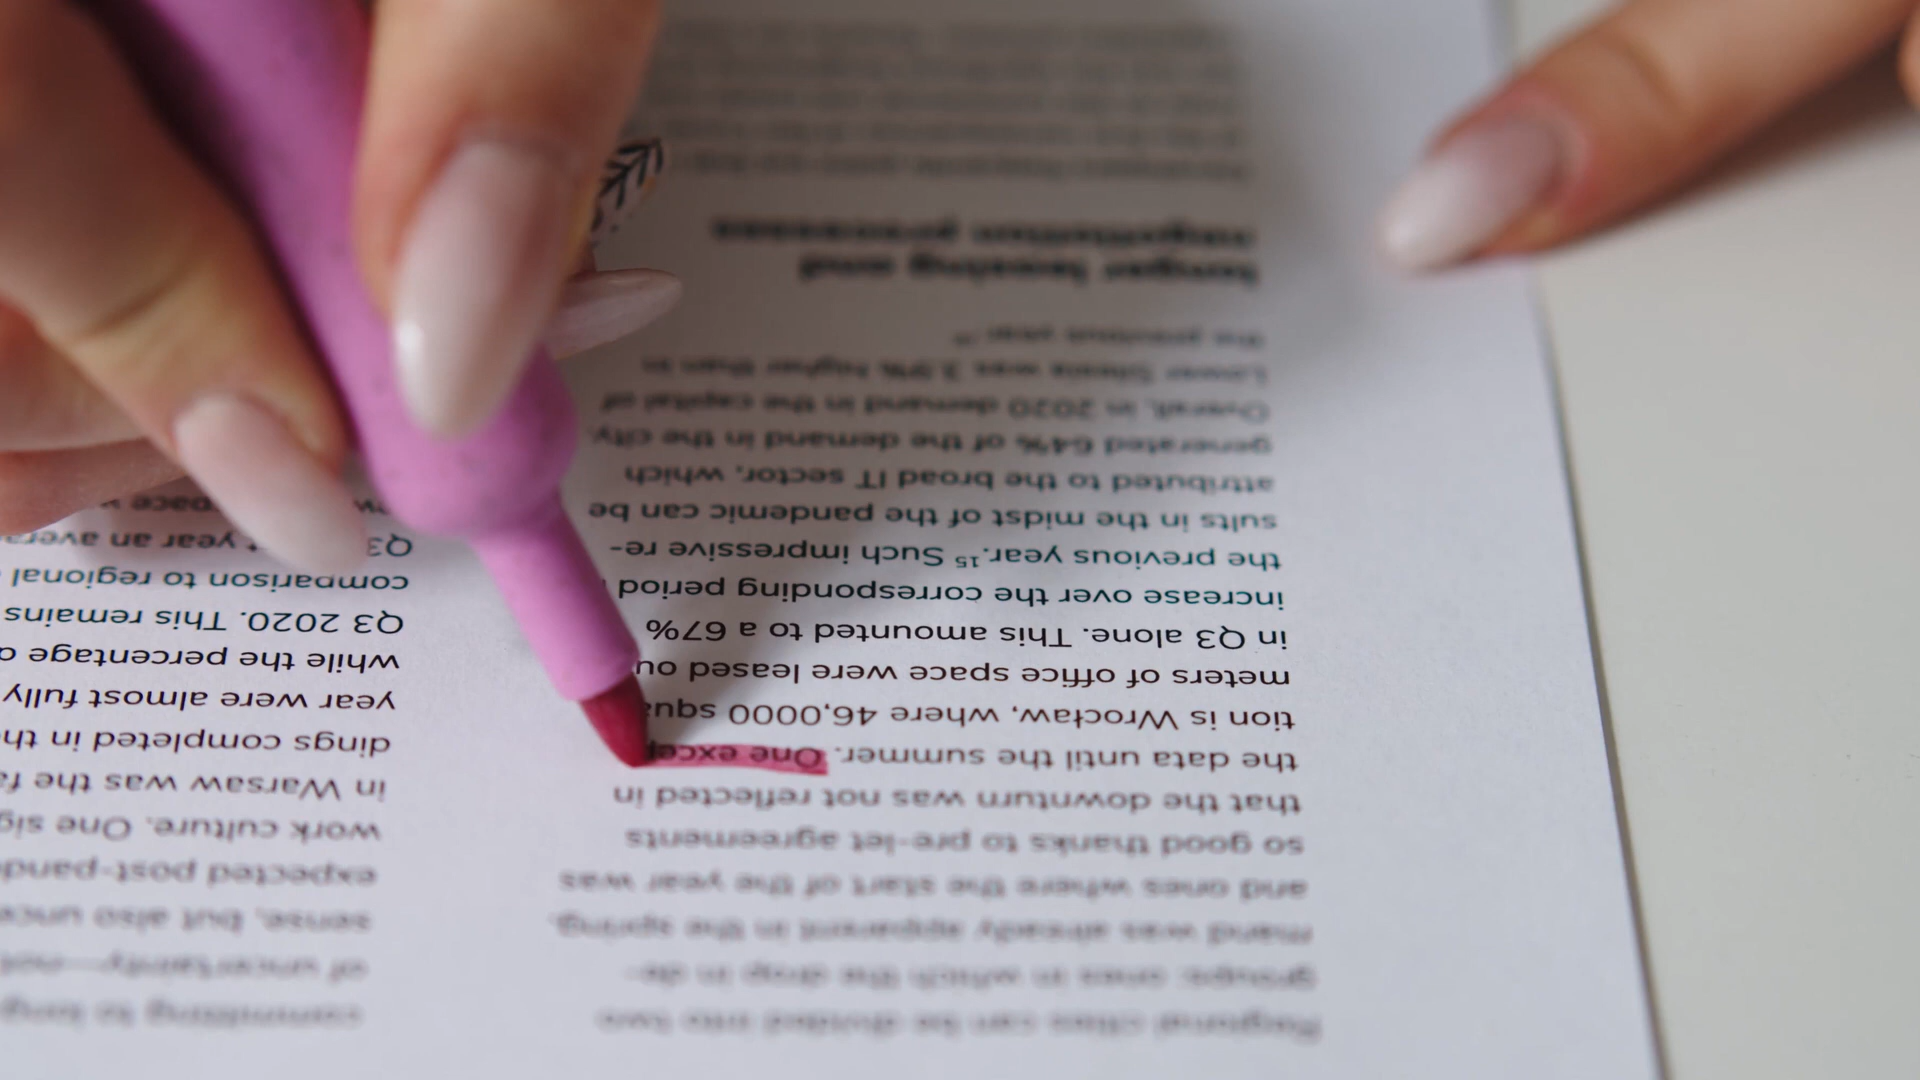 Regional cities can be divided into two
groups: ones in which the drop in de-
mand was already apparent in the spring,
and ones where the start of the year was
so good thanks to pre-let agreements
that the downturn was not reflected in
the data until the summer. One excep
tion is Wrocław, where 46,0000 squa
meters of office space were leased ou
in Q3 alone. This amounted to a 67%
increase over the corresponding period
the previous year.¹⁵ Such impressive re-
sults in the midst of the pandemic can be
attributed to the broad IT sector, which
generated 64% of the demand in the city.
Overall, in 2020 demand in the capital of
Lower Silesia was 3.9% higher than in
the previous year.
longer leasing and
negotiation processes
committing to long
of uncertainty—
sense, but also unce
expected post-pand
work culture. One sig
in Warsaw was the fa
dings completed in th
year were almost fully
while the percentage o
Q3 2020. This remains
comparison to regional
Q3 year an avera
space